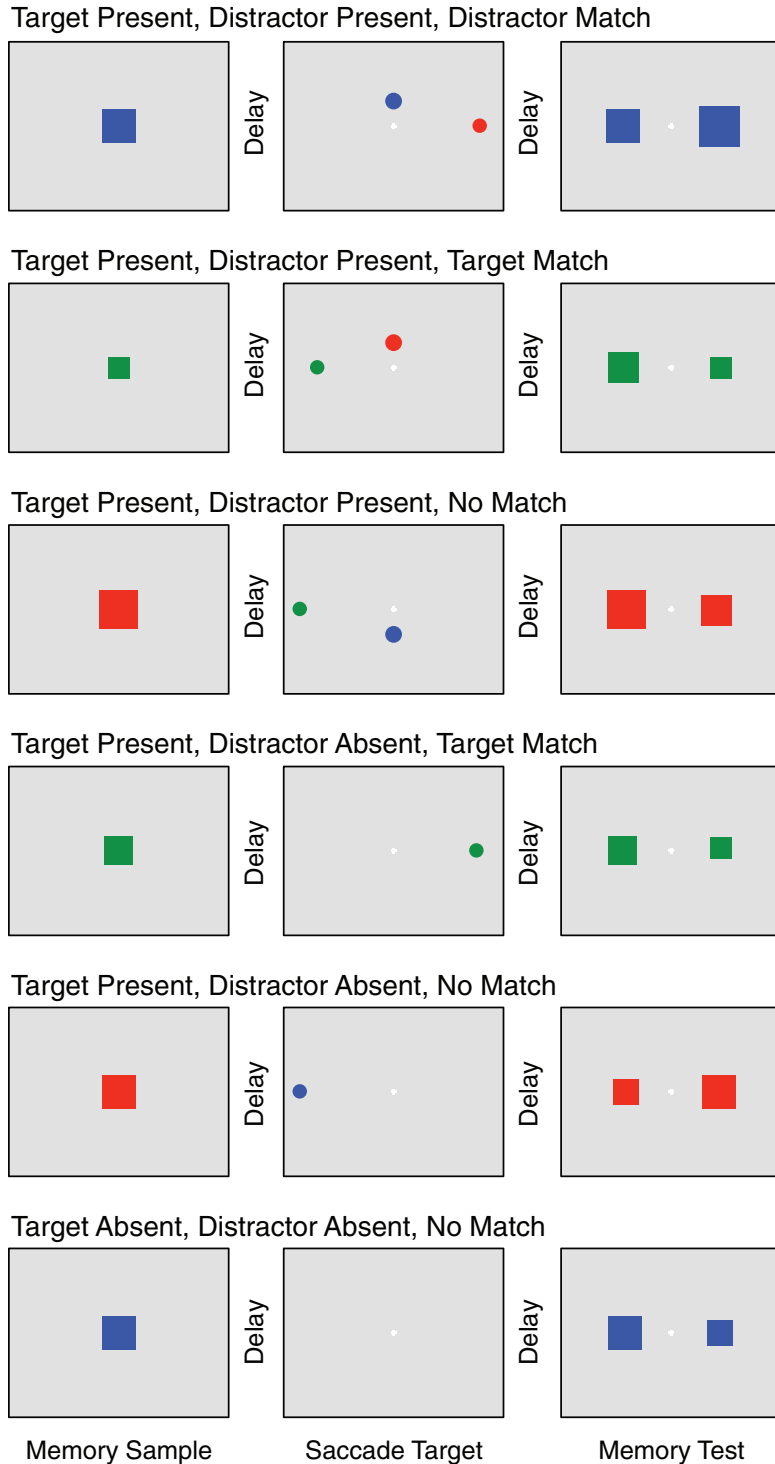 Target Present, Distractor Present, Distractor Match
Delay
Delay
Target Present, Distractor Present, Target Match
Delay
Delay
Target Present, Distractor Present, No Match
Delay
Delay
Target Present, Distractor Absent, Target Match
Delay
Delay
Target Present, Distractor Absent, No Match
Delay
Delay
Target Absent, Distractor Absent, No Match
Delay
Delay
Memory Sample
Saccade Target
Memory Test